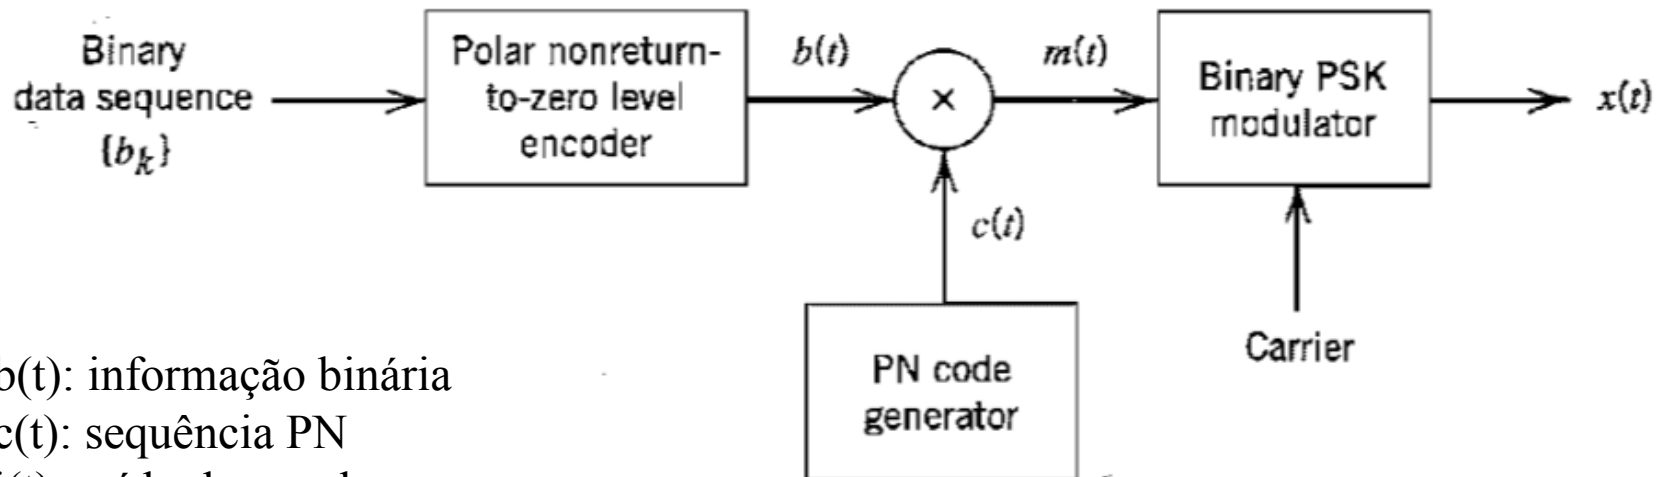 Binary
data sequence
{b_k}
Polar nonreturn-
to-zero level
encoder
b(t)
×
m(t)
Binary PSK
modulator
x(t)
c(t)
Carrier
PN code
generator
b(t): informação binária
c(t): sequência PN